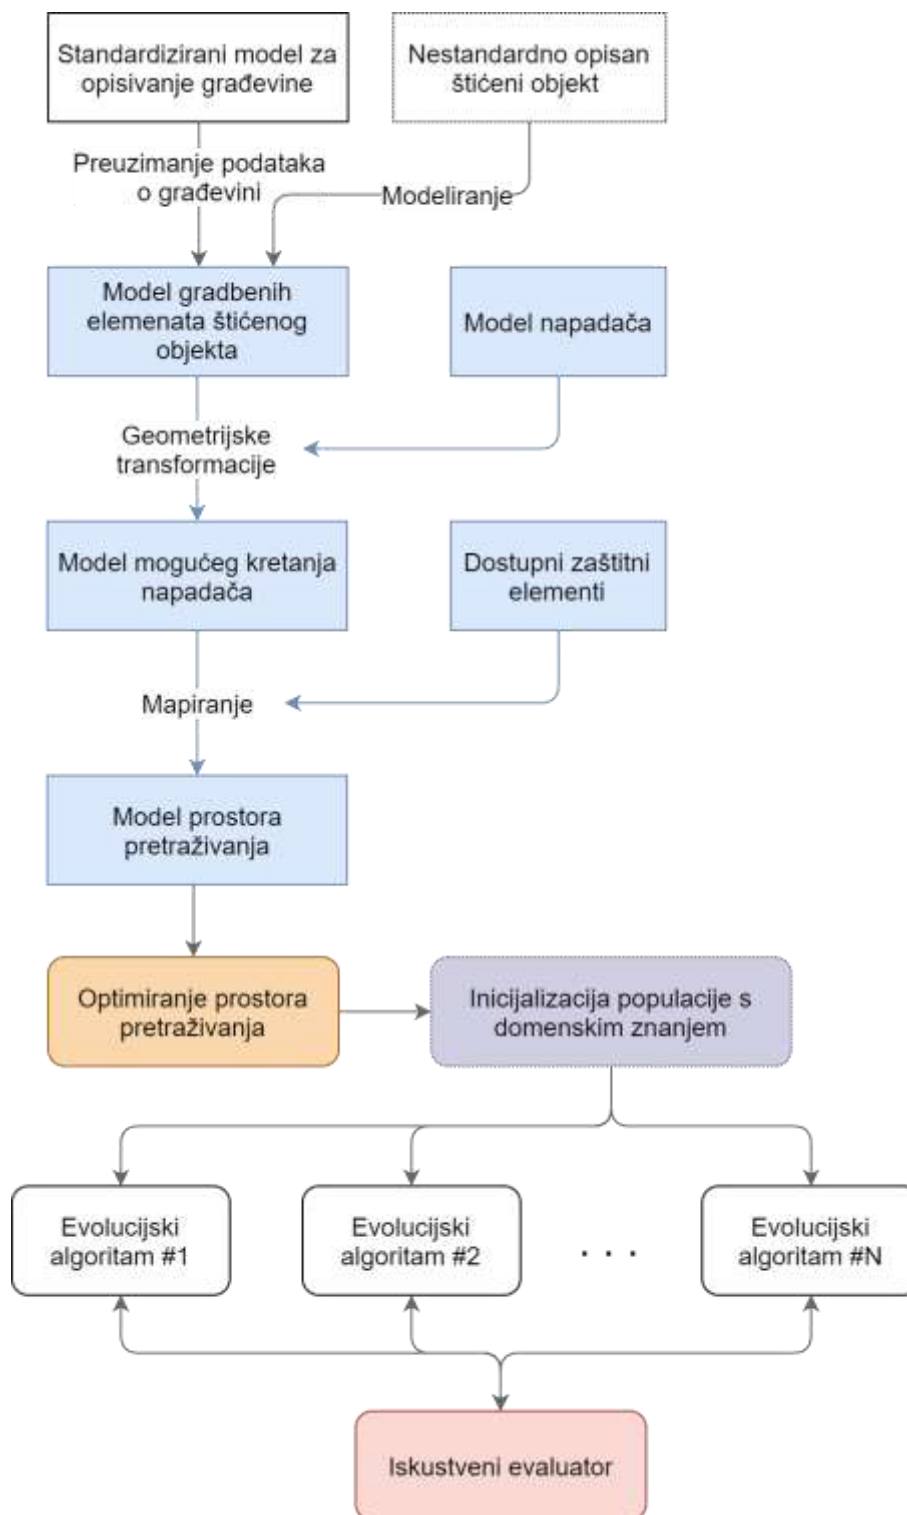 Standardizirani model za
opisivanje građevine
Nestandardno opisan
štićeni objekt
Preuzimanje podataka
o građevini
Modeliranje
Model gradbenih
elemenata štićenog
objekta
Model napadača
Geometrijske
transformacije
Model mogućeg kretanja
napadača
Dostupni zaštitni
elementi
Mapiranje
Model prostora
pretraživanja
Optimiranje prostora
pretraživanja
Inicijalizacija populacije s
domenskim znanjem
Evolucijski
algoritam #1
Evolucijski
algoritam #2
. . .
Evolucijski
algoritam #N
Iskustveni evaluator